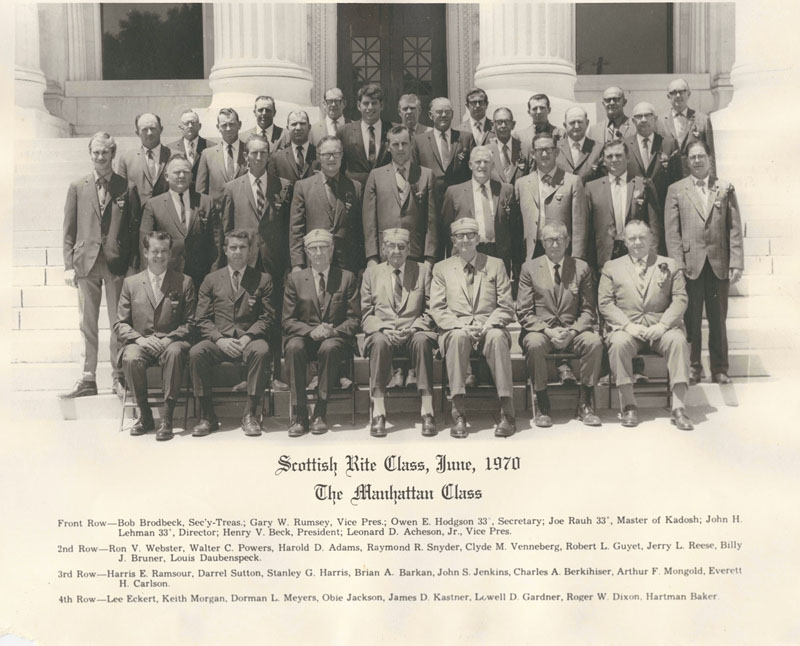 Scottish Rite Class, June, 1970
The Manhattan Class
Front Row—Bob Brodbeck, Sec'y-Treas.; Gary W. Rumsey, Vice Pres.; Owen E. Hodgson 33°, Secretary; Joe Rauh 33°, Master of Kadosh; John H.
Lehman 33°, Director; Henry V. Beck, President; Leonard D. Acheson, Jr., Vice Pres.
2nd Row—Ron V. Webster, Walter C. Powers, Harold D. Adams, Raymond R. Snyder, Clyde M. Venneberg, Robert L. Guyet, Jerry L. Reese, Billy
J. Bruner, Louis Daubenspeck.
3rd Row—Harris E. Ramsour, Darrel Sutton, Stanley G. Harris, Brian A. Barkan, John S. Jenkins, Charles A. Berkihiser, Arthur F. Mongold, Everett
H. Carlson.
4th Row—Lee Eckert, Keith Morgan, Dorman L. Meyers, Obie Jackson, James D. Kastner, Lowell D. Gardner, Roger W. Dixon, Hartman Baker.